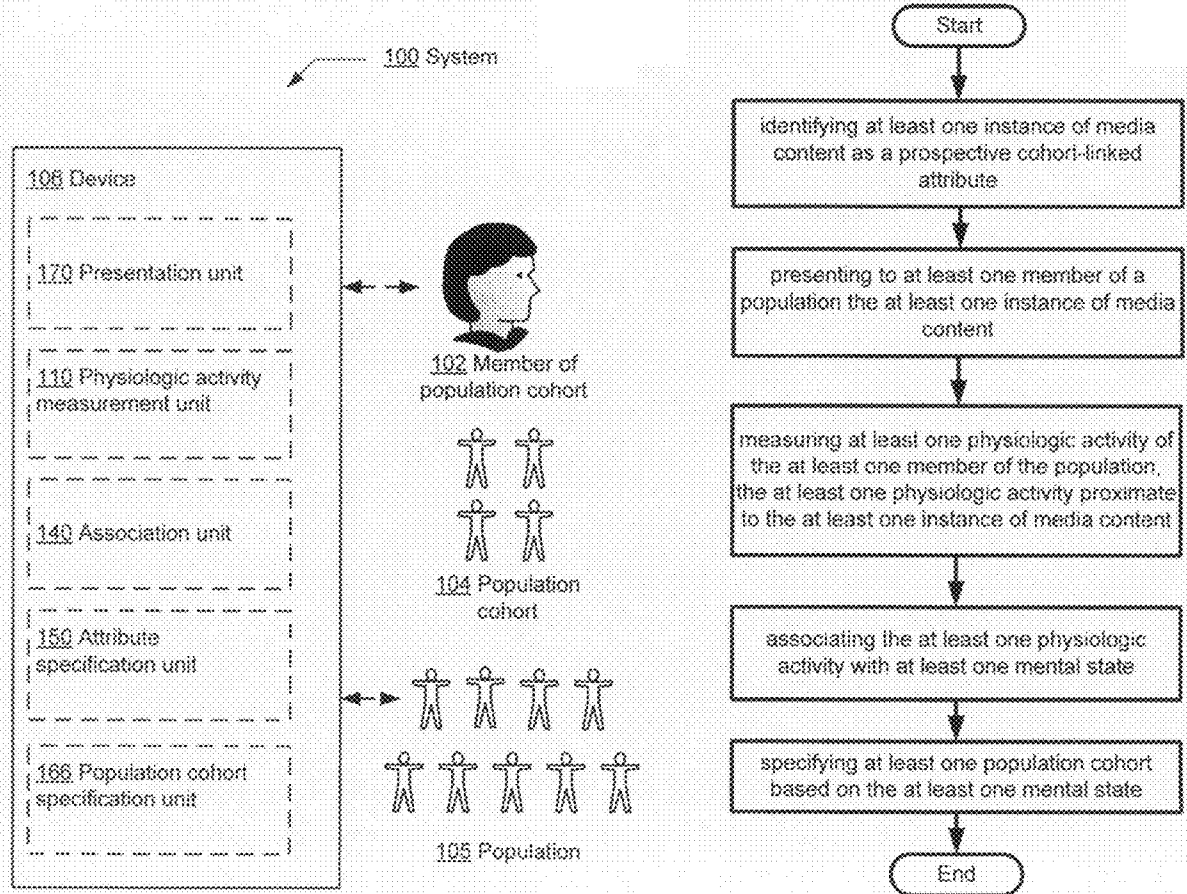 100 System
106 Device
170 Presentation unit
110 Physiologic activity
measurement unit
140 Association unit
150 Attribute
specification unit
166 Population cohort
specification unit
102 Member of
population cohort
104 Population
cohort
105 Population
Start
identifying at least one instance of media
content as a prospective cohort-linked
attribute
presenting to at least one member of a
population the at least one instance of media
content
measuring at least one physiologic activity of
the at least one member of the population,
the at least one physiologic activity proximate
to the at least one instance of media content
associating the at least one physiologic
activity with at least one mental state
specifying at least one population cohort
based on the at least one mental state
End